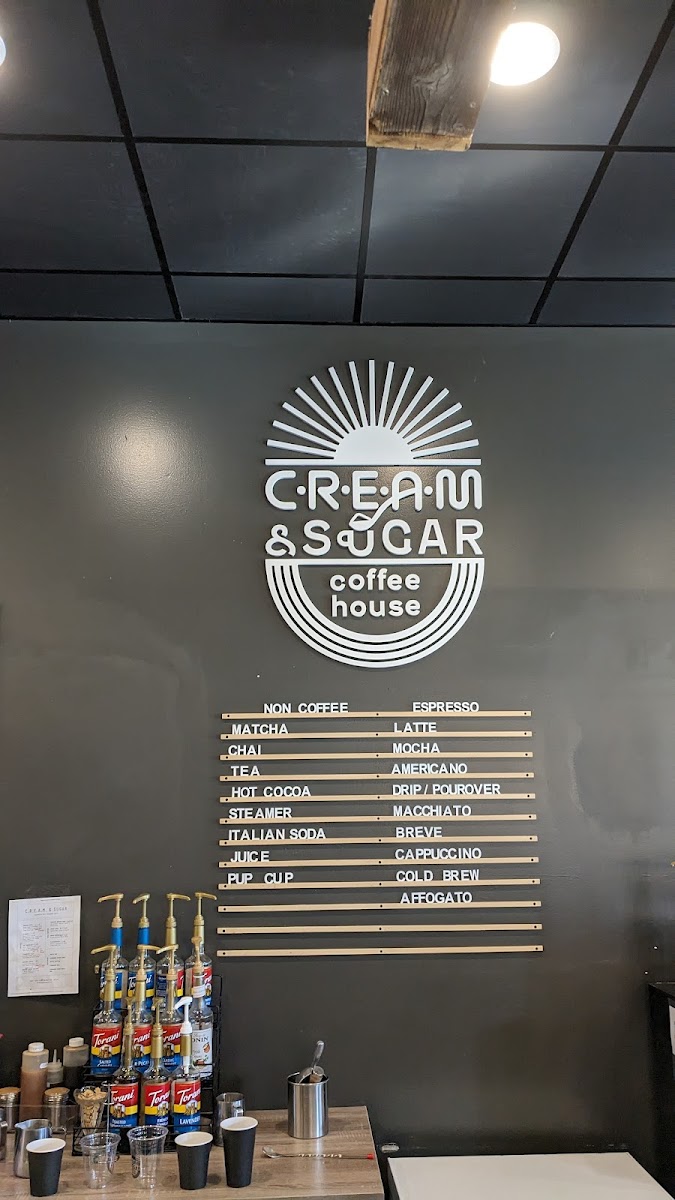 C·R·E·A·M
& SUGAR
coffee
house
NON COFFEE
MATCHA
CHAI
TEA
HOT COCOA
STEAMER
ITALIAN SODA
JUICE
PUP CUP
ESPRESSO
LATTE
MOCHA
AMERICANO
DRIP / POUROVER
MACCHIATO
BREVE
CAPPUCCINO
COLD BREW
AFFOGATO
Torani
Torani
Torani
LAVENDER